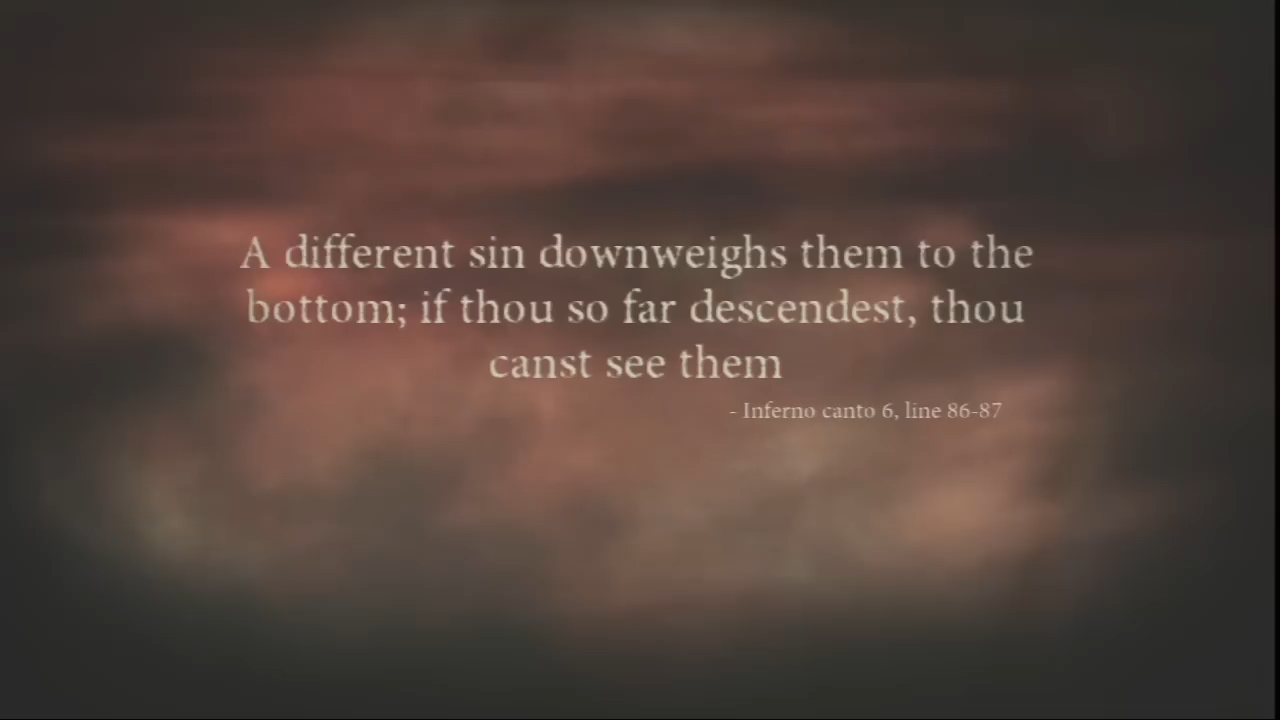 A different sin downweighs them to the
bottom; if thou so far descendest, thou
canst see them
- Inferno canto 6, line 86-87